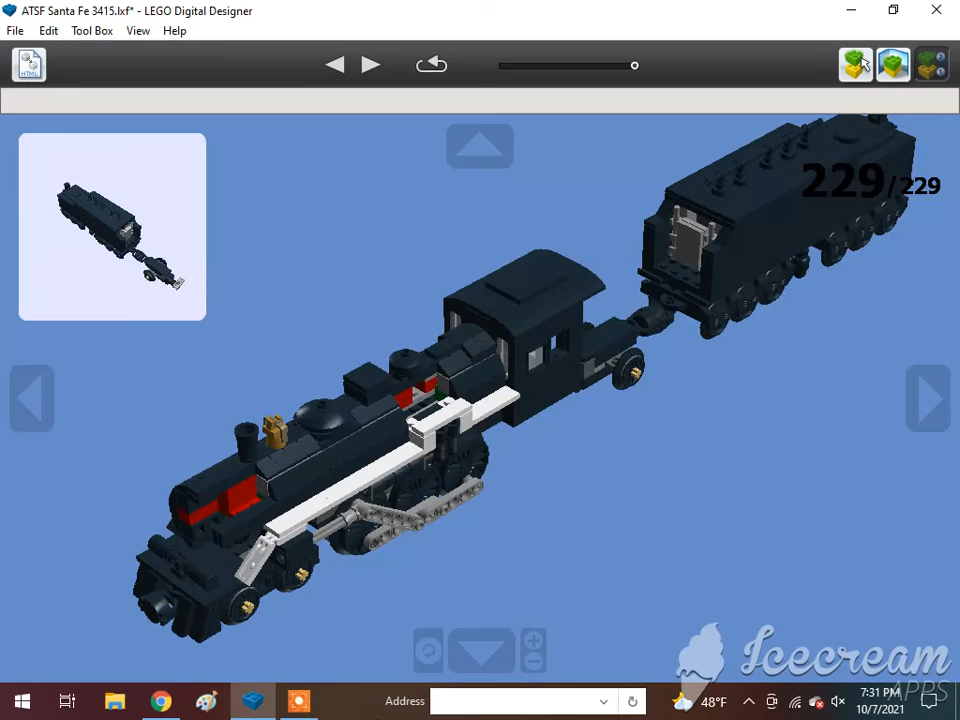 ATSF Santa Fe 3415.lxf* - LEGO Digital Designer
File Edit Tool Box View Help
HTML
229/229
Icecream
APPS
Address
48°F
7:31 PM
10/7/2021